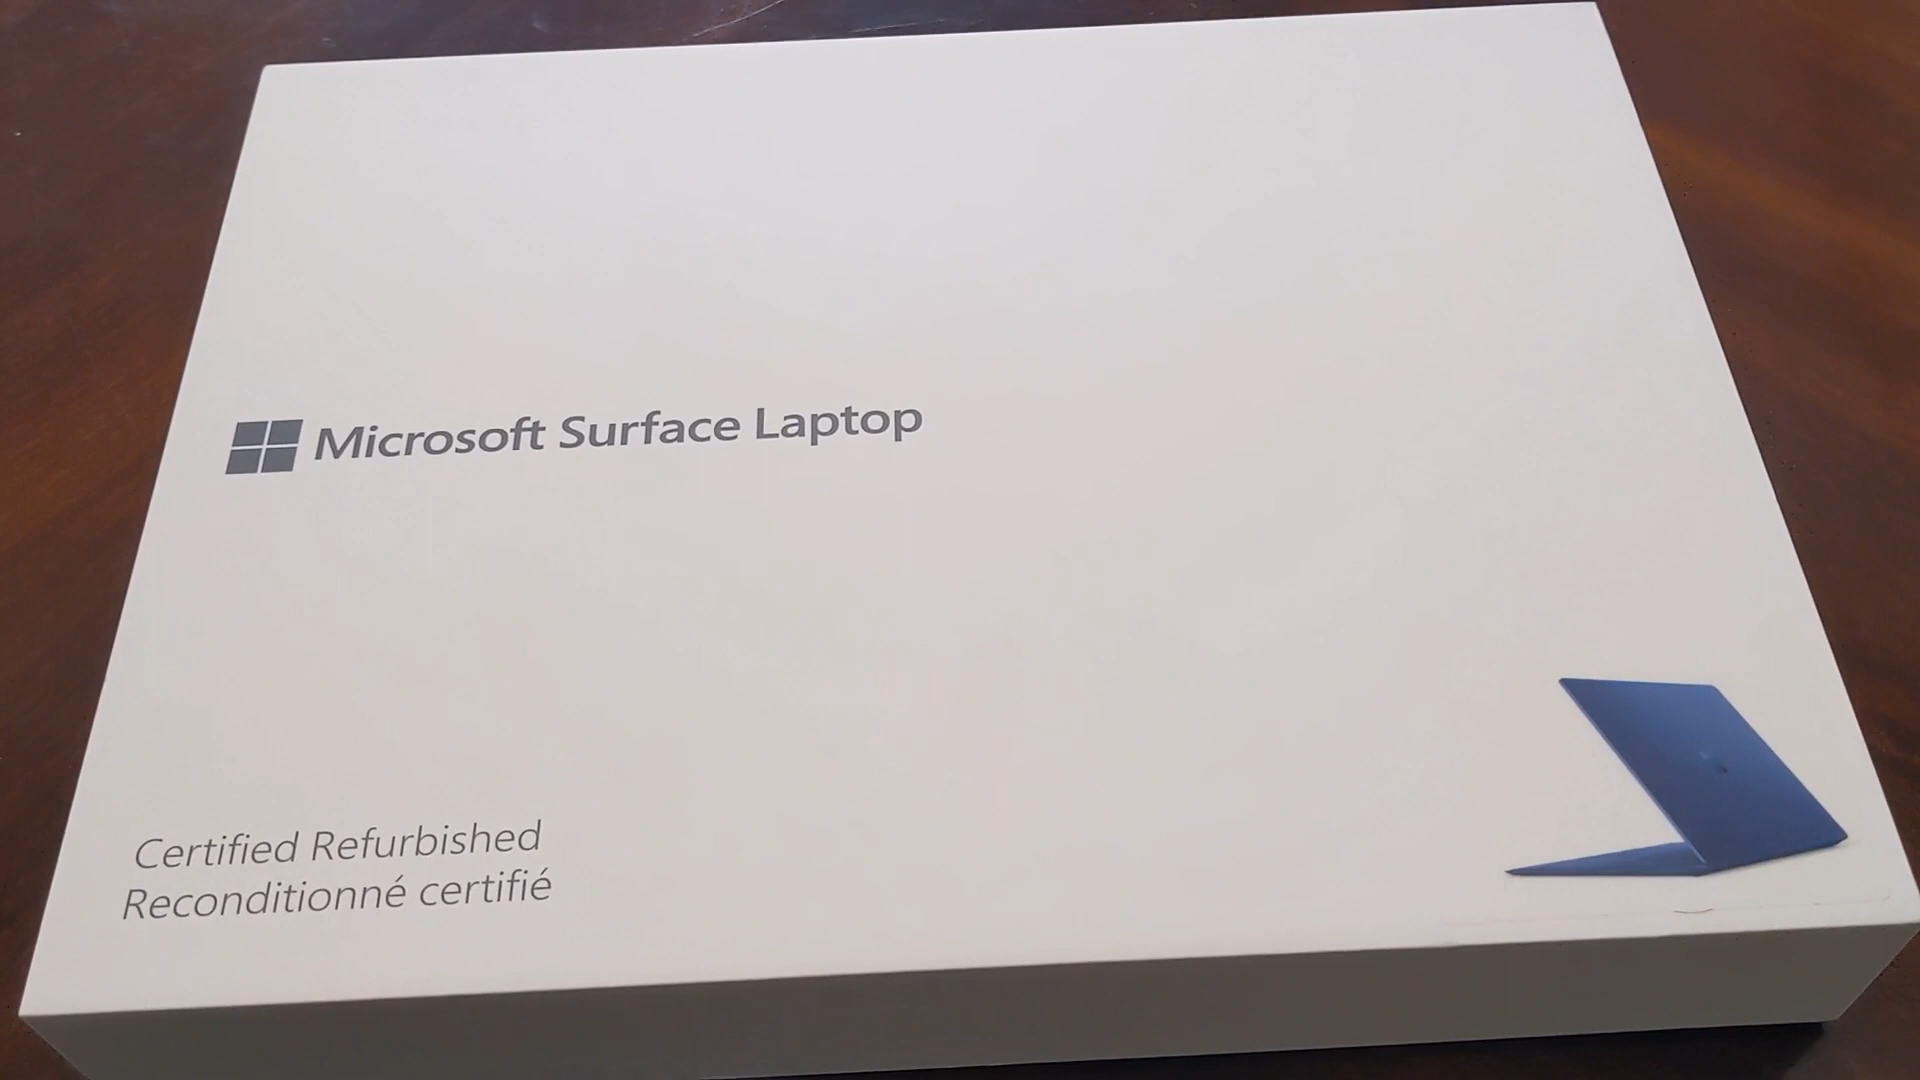 Microsoft Surface Laptop
Certified Refurbished
Reconditionné certifié